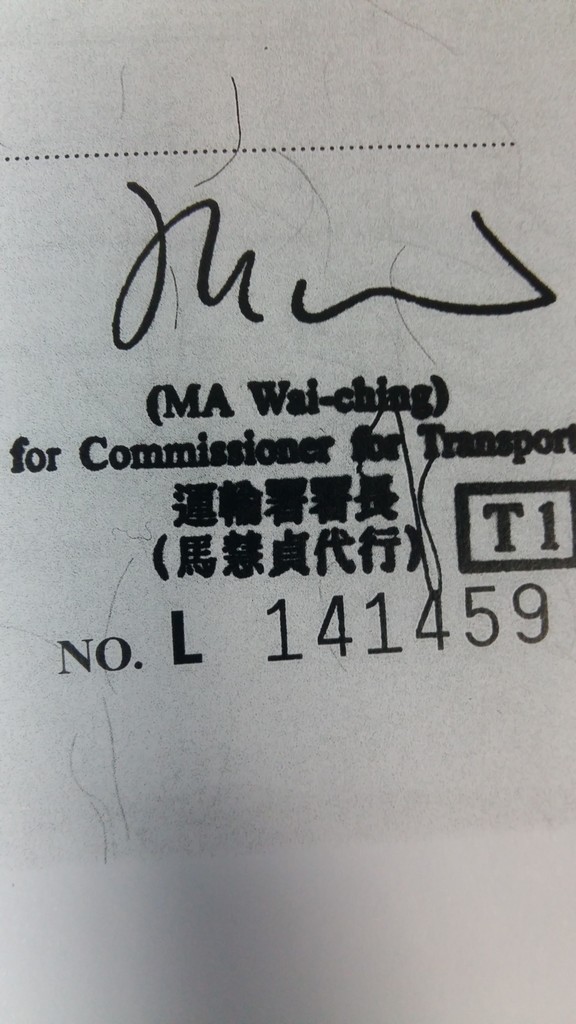 (MA Wai-ching)
for Commissioner for Transport
運輸署署長
(馬慧貞代行)
T1
NO. L 141459